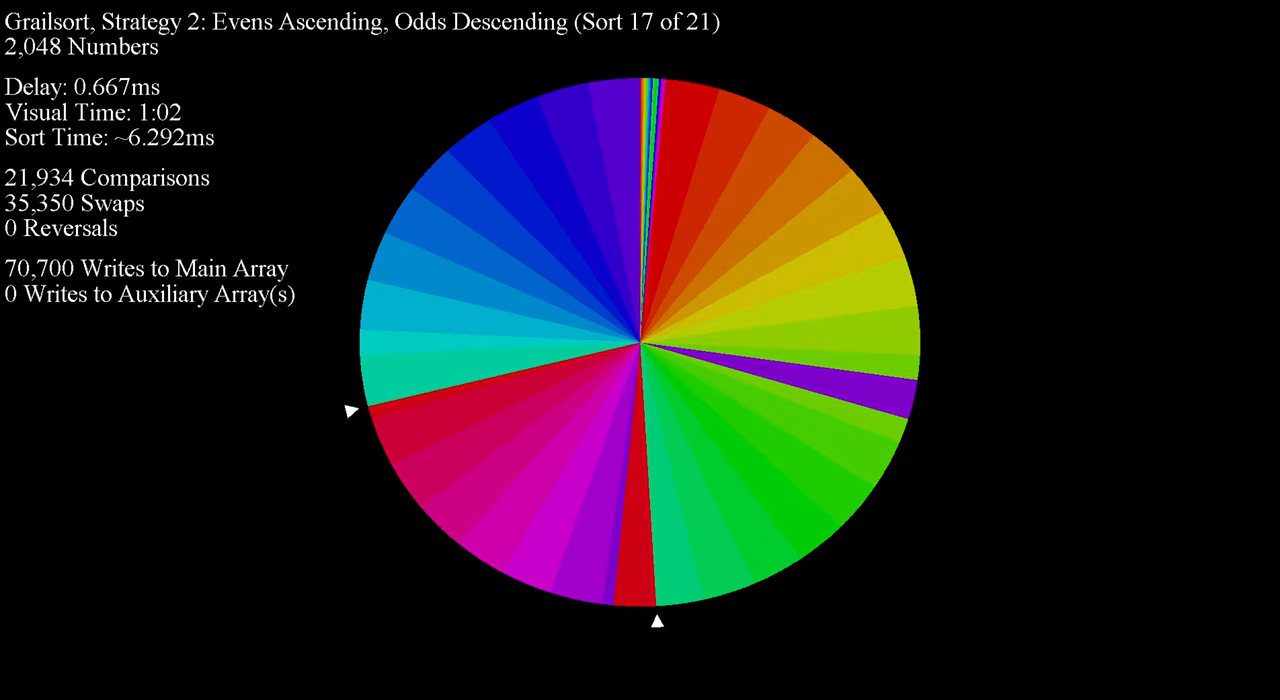 Grailsort, Strategy 2: Evens Ascending, Odds Descending (Sort 17 of 21)
2,048 Numbers
Delay: 0.667ms
Visual Time: 1:02
Sort Time: ~6.292ms
21,934 Comparisons
35,350 Swaps
0 Reversals
70,700 Writes to Main Array
0 Writes to Auxiliary Array(s)